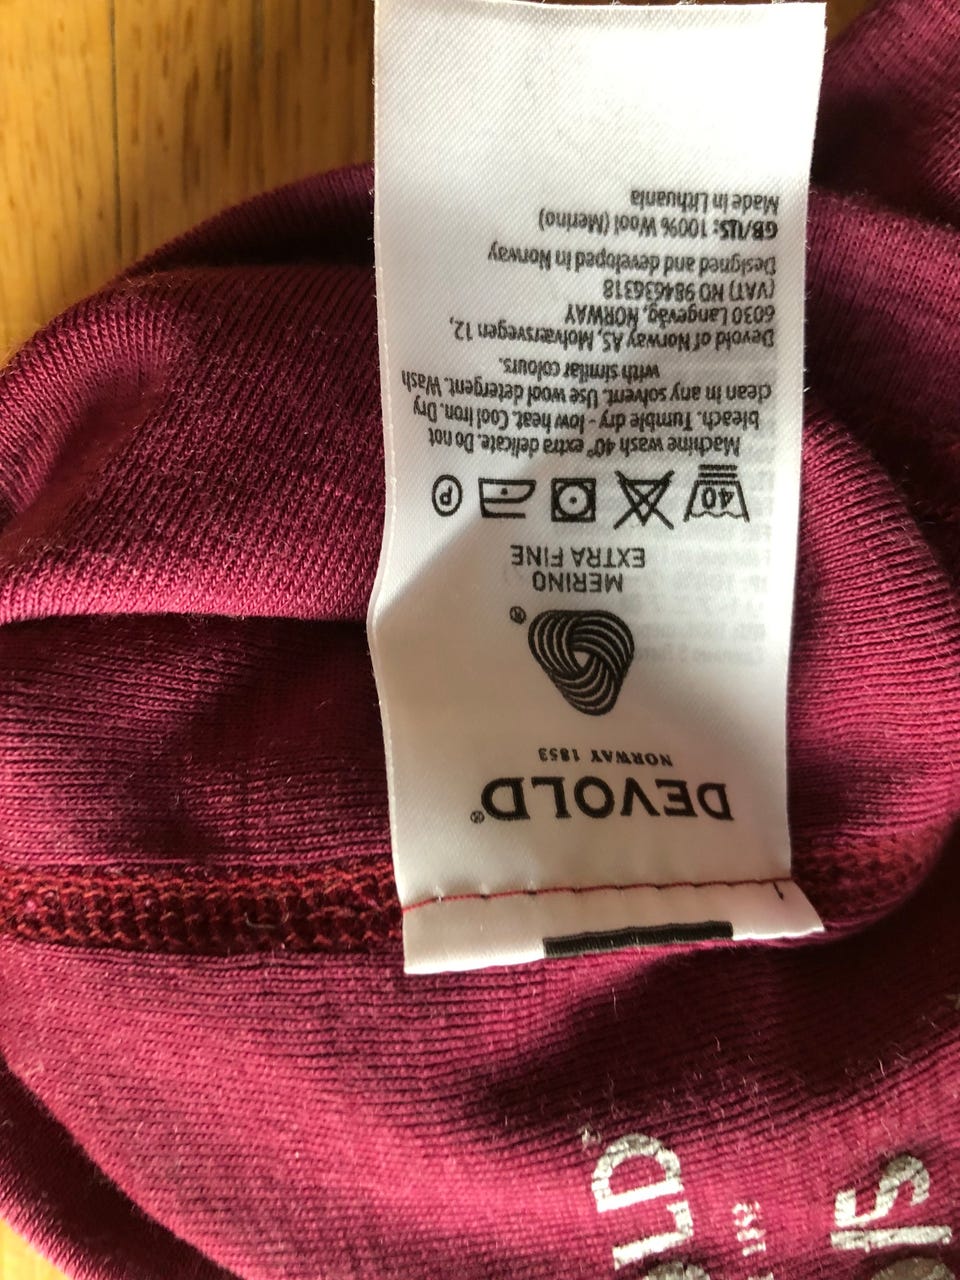 DEVOLD®
NORWAY 1853
®
MERINO
EXTRA FINE
40 P
Machine wash 40° extra delicate. Do not
bleach. Tumble dry - low heat. Cool Iron. Dry
clean in any solvent. Use wool detergent. Wash
with similar colours.
Devold of Norway AS, Molværsvegen 12,
6030 Langevåg, NORWAY
(VAT) NO 984636318
Designed and developed in Norway
GB/US: 100% Wool (Merino)
Made in Lithuania